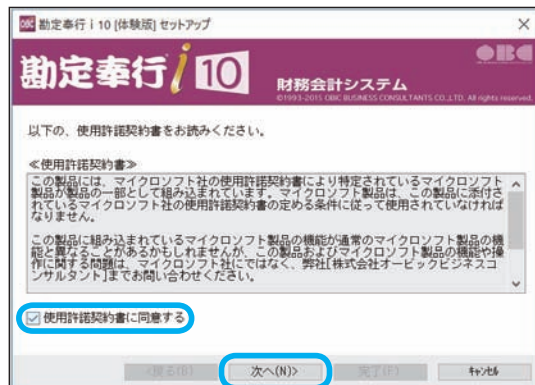 OBC 勘定奉行 i 10 [体験版] セットアップ
勘定奉行 i 10
OBC
財務会計システム
©1993-2015 OBIC BUSINESS CONSULTANTS CO.,LTD. All rights reserved.
以下の、使用許諾契約書をお読みください。
≪使用許諾契約書≫
この製品には、マイクロソフト社の使用許諾契約書により特定されているマイクロソフト
製品が製品の一部として組み込まれています。マイクロソフト製品は、この製品に添付さ
れているマイクロソフト社の使用許諾契約書の定める条件に従って使用されていなければ
なりません。
この製品に組み込まれているマイクロソフト製品の機能が通常のマイクロソフト製品の機
能と異なることがあるかもしれませんが、この製品およびマイクロソフト製品の機能や操
作に関する問題は、マイクロソフト社にではなく、弊社[株式会社オービックビジネスコ
ンサルタント]までお問い合わせください。
使用許諾契約書に同意する
<戻る(B)
次へ(N)>
完了(F)
キャンセル